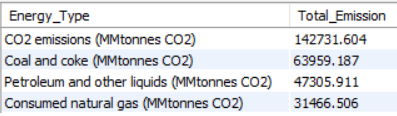 Energy_Type Total_Emission
CO2 emissions (MMtonnes CO2) 142731.604
Coal and coke (MMtonnes CO2) 63959.187
Petroleum and other liquids (MMtonnes CO2) 47305.911
Consumed natural gas (MMtonnes CO2) 31466.506